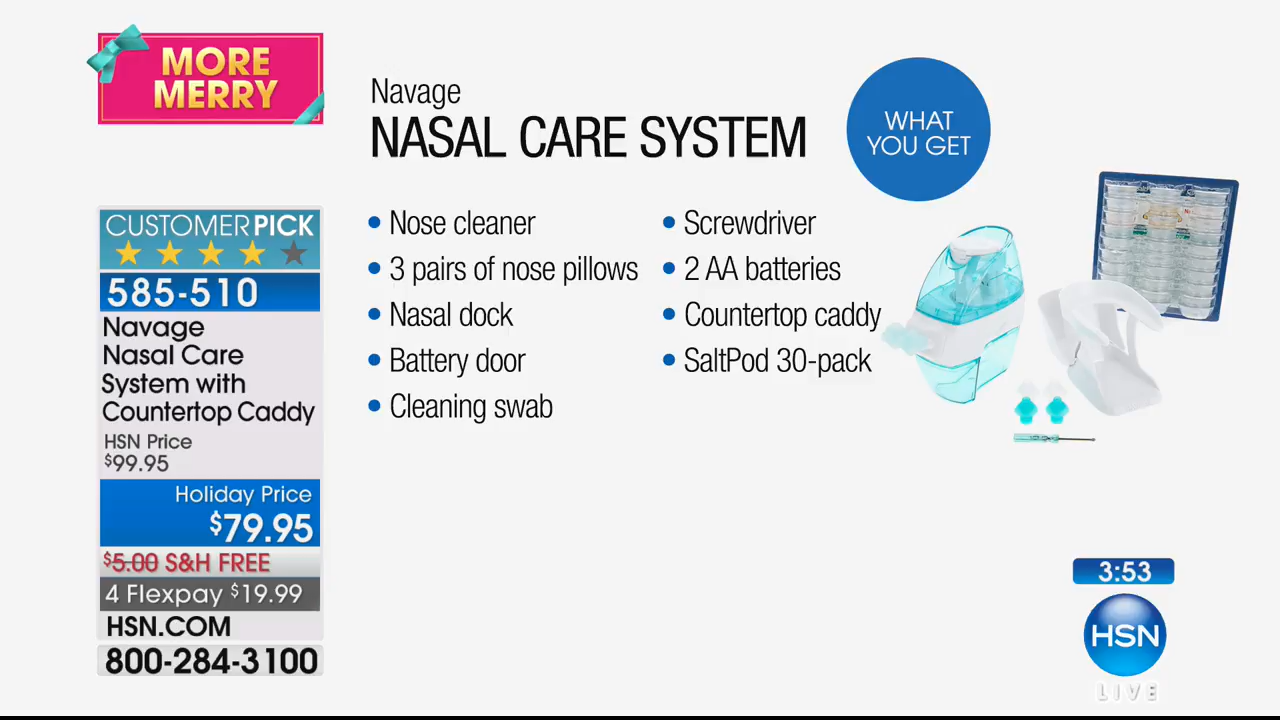 MORE
MERRY
Navage
NASAL CARE SYSTEM
WHAT
YOU GET
CUSTOMER PICK
585-510
Navage
Nasal Care
System with
Countertop Caddy
HSN Price
$99.95
Holiday Price
$79.95
$5.00 S&H FREE
4 Flexpay $19.99
HSN.COM
800-284-3100
• Nose cleaner
• 3 pairs of nose pillows
• Nasal dock
• Battery door
• Cleaning swab
• Screwdriver
• 2 AA batteries
• Countertop caddy
• SaltPod 30-pack
3:53
HSN
LIVE